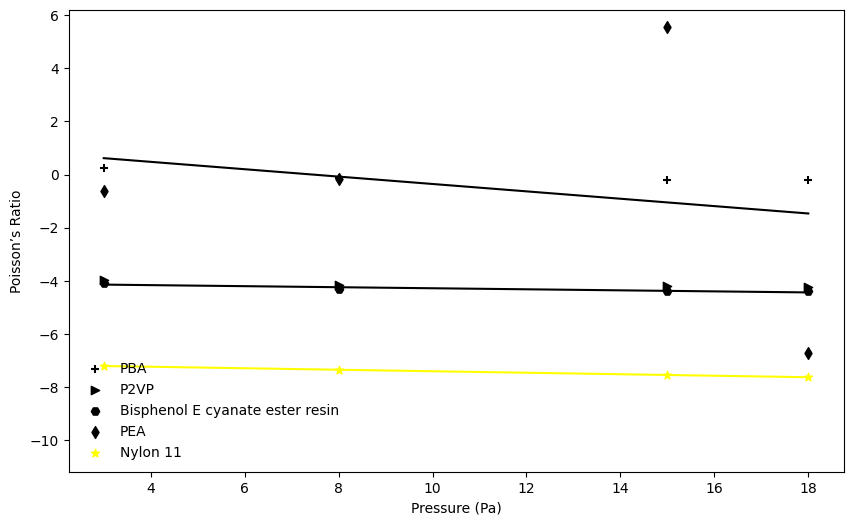 6
4
2
0
−2
−4
−6
−8
−10
Poisson’s Ratio
PBA
P2VP
Bisphenol E cyanate ester resin
PEA
Nylon 11
4 6 8 10 12 14 16 18
Pressure (Pa)